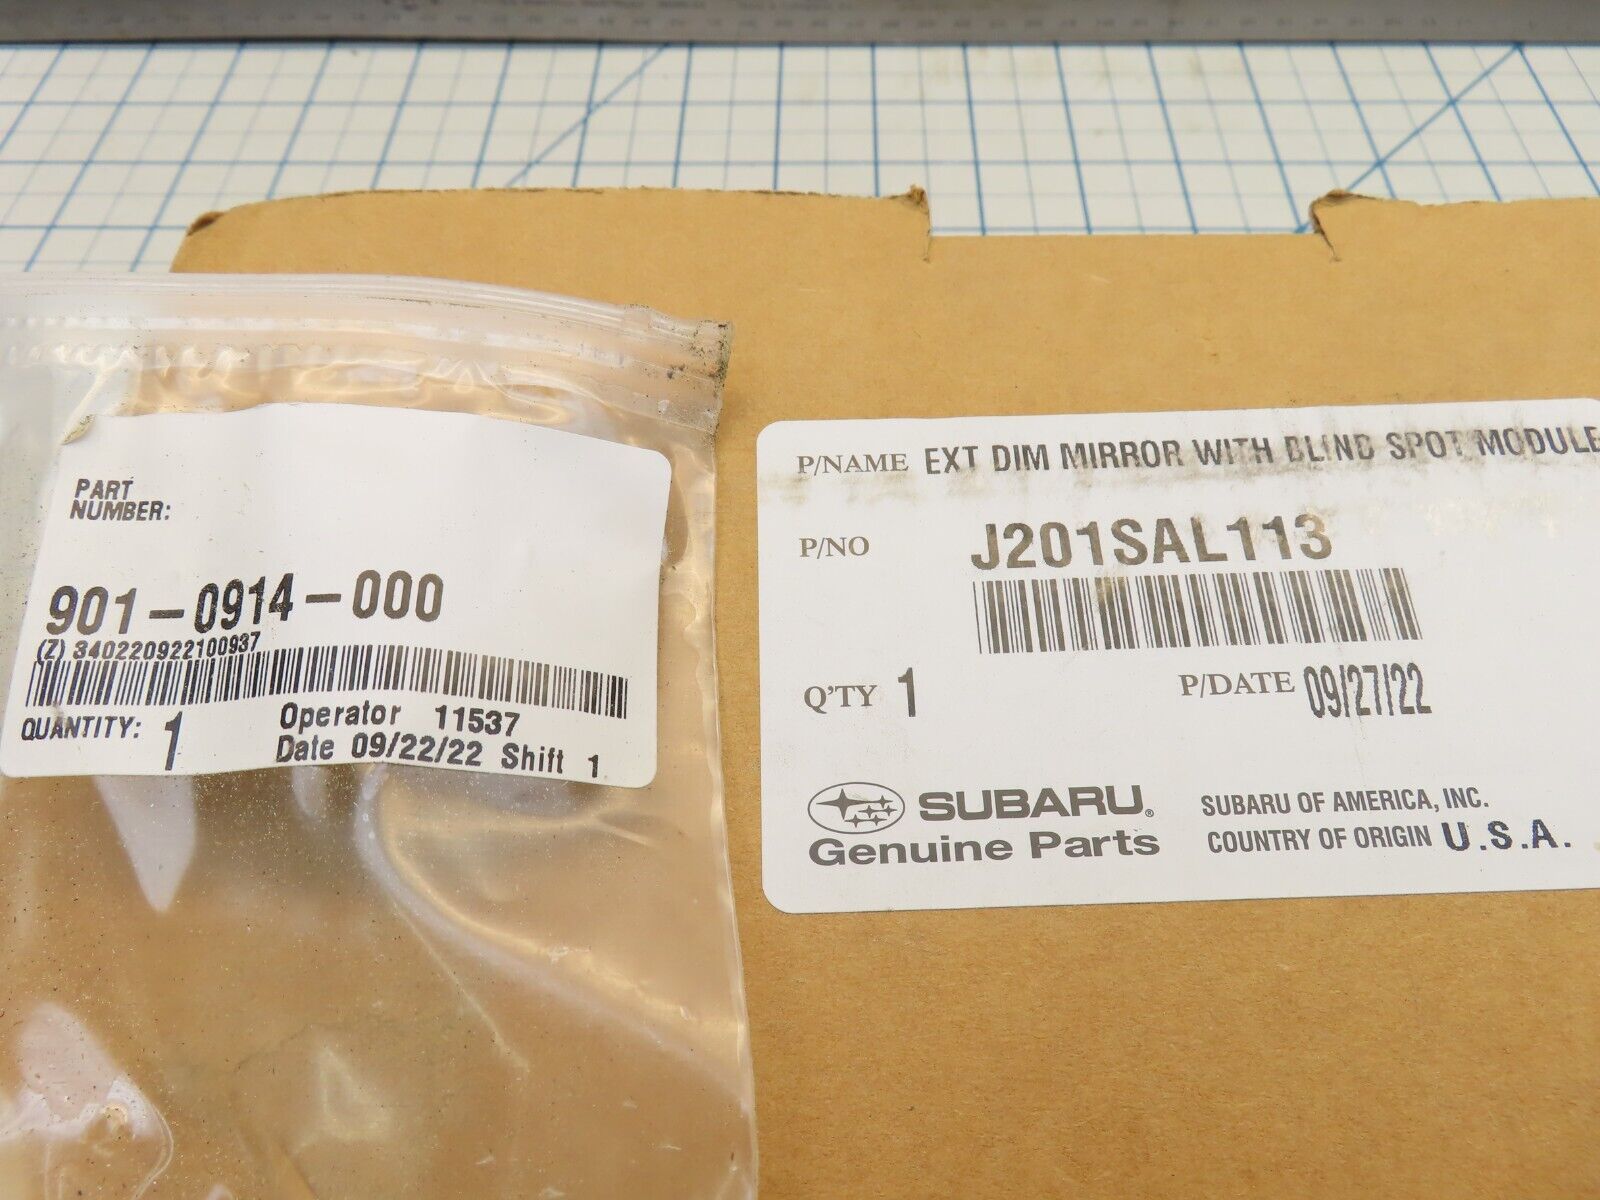 PART
NUMBER:
901-0914-000
(Z) 340220922100937
QUANTITY: 1
Operator 11537
Date 09/22/22 Shift 1
P/NAME EXT DIM MIRROR WITH BLIND SPOT MODULE
P/NO J201SAL113
Q'TY 1 P/DATE 09/27/22
SUBARU®
Genuine Parts
SUBARU OF AMERICA, INC.
COUNTRY OF ORIGIN U.S.A.